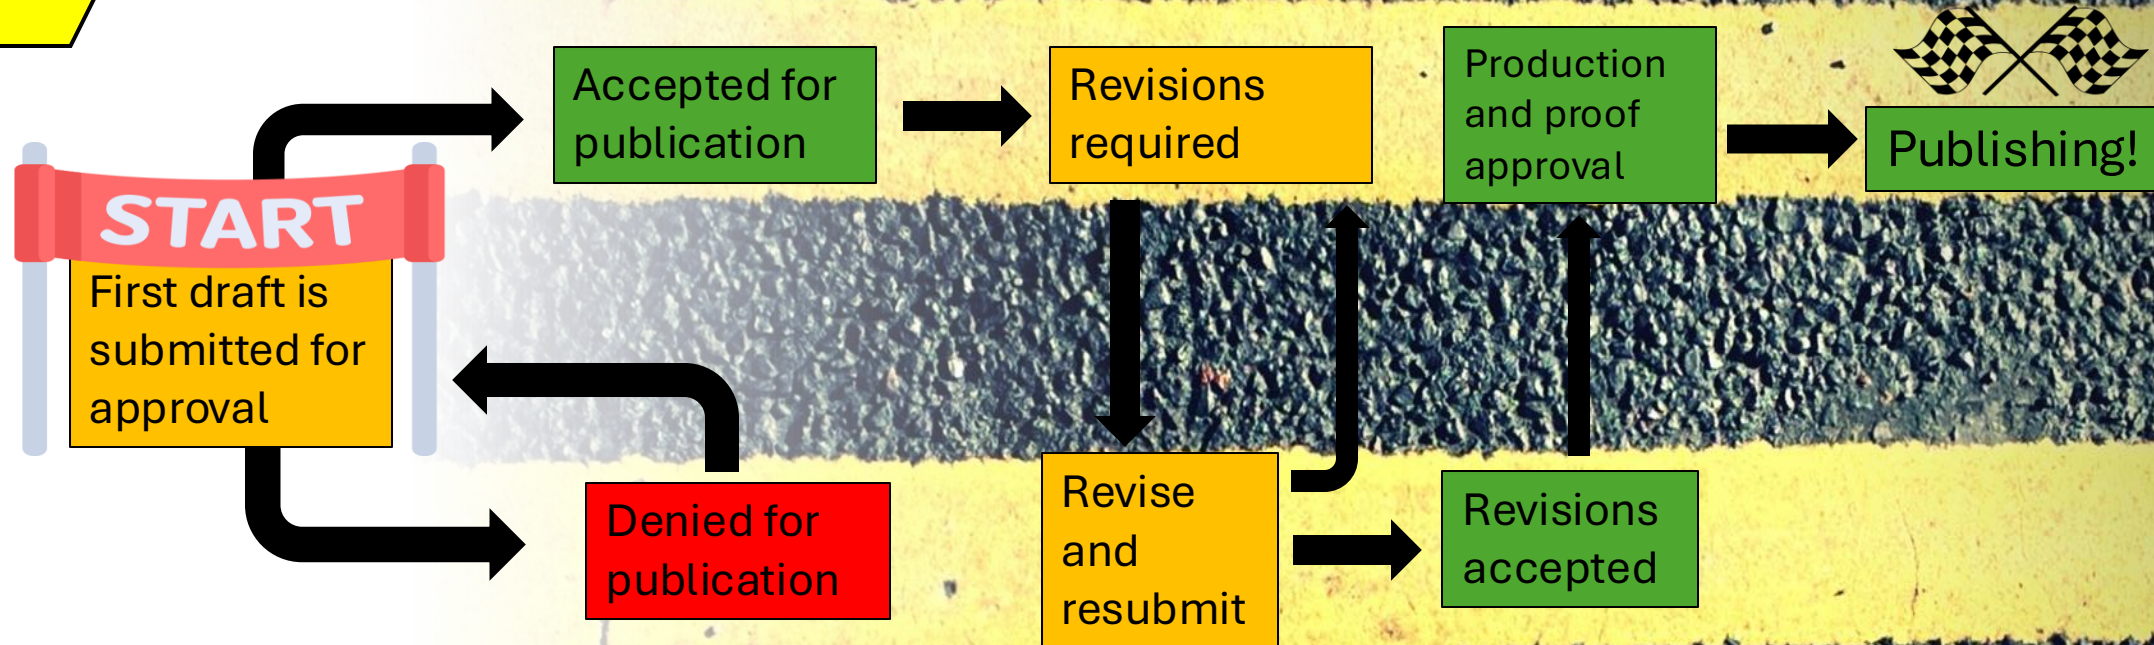 START
First draft is
submitted for
approval
Accepted for
publication
Denied for
publication
Revisions
required
Revise
and
resubmit
Revisions
accepted
Production
and proof
approval
Publishing!